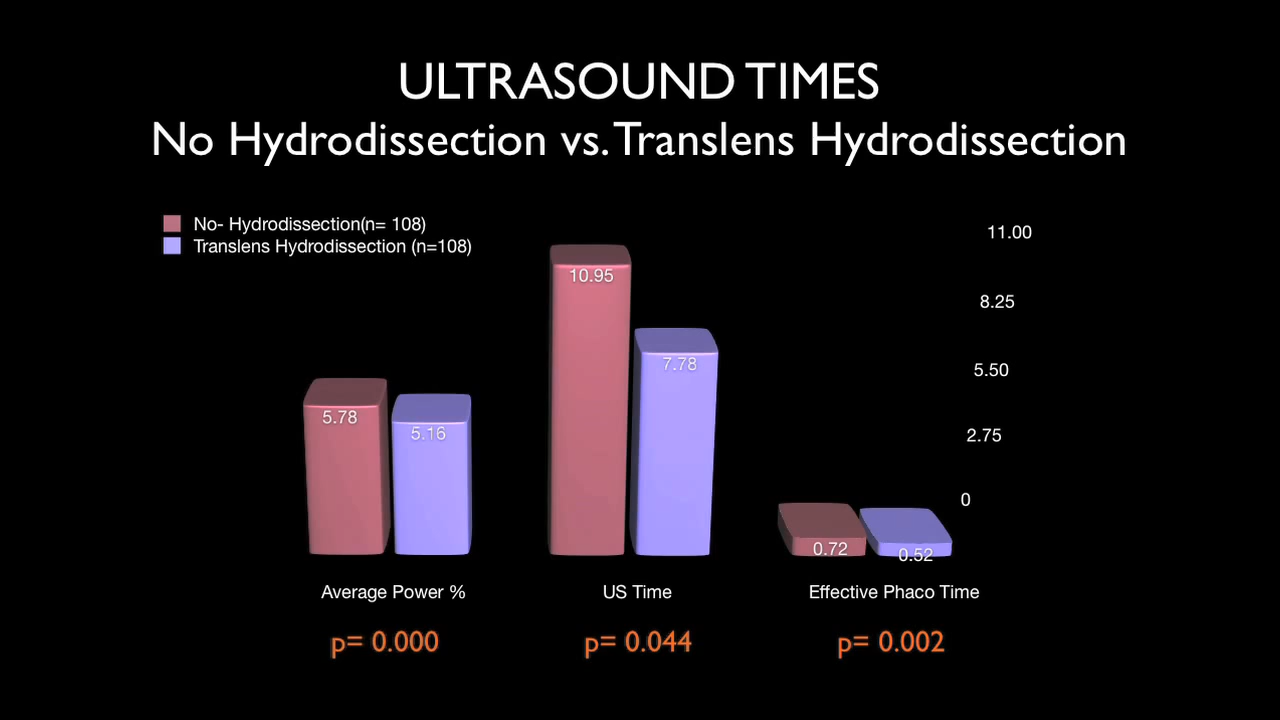 ULTRASOUND TIMES
No Hydrodissection vs. Translens Hydrodissection
No- Hydrodissection(n= 108)
Translens Hydrodissection (n=108)
11.00
8.25
5.50
2.75
0
5.78
5.16
10.95
7.78
0.72
0.52
Average Power %
US Time
Effective Phaco Time
p= 0.000
p= 0.044
p= 0.002